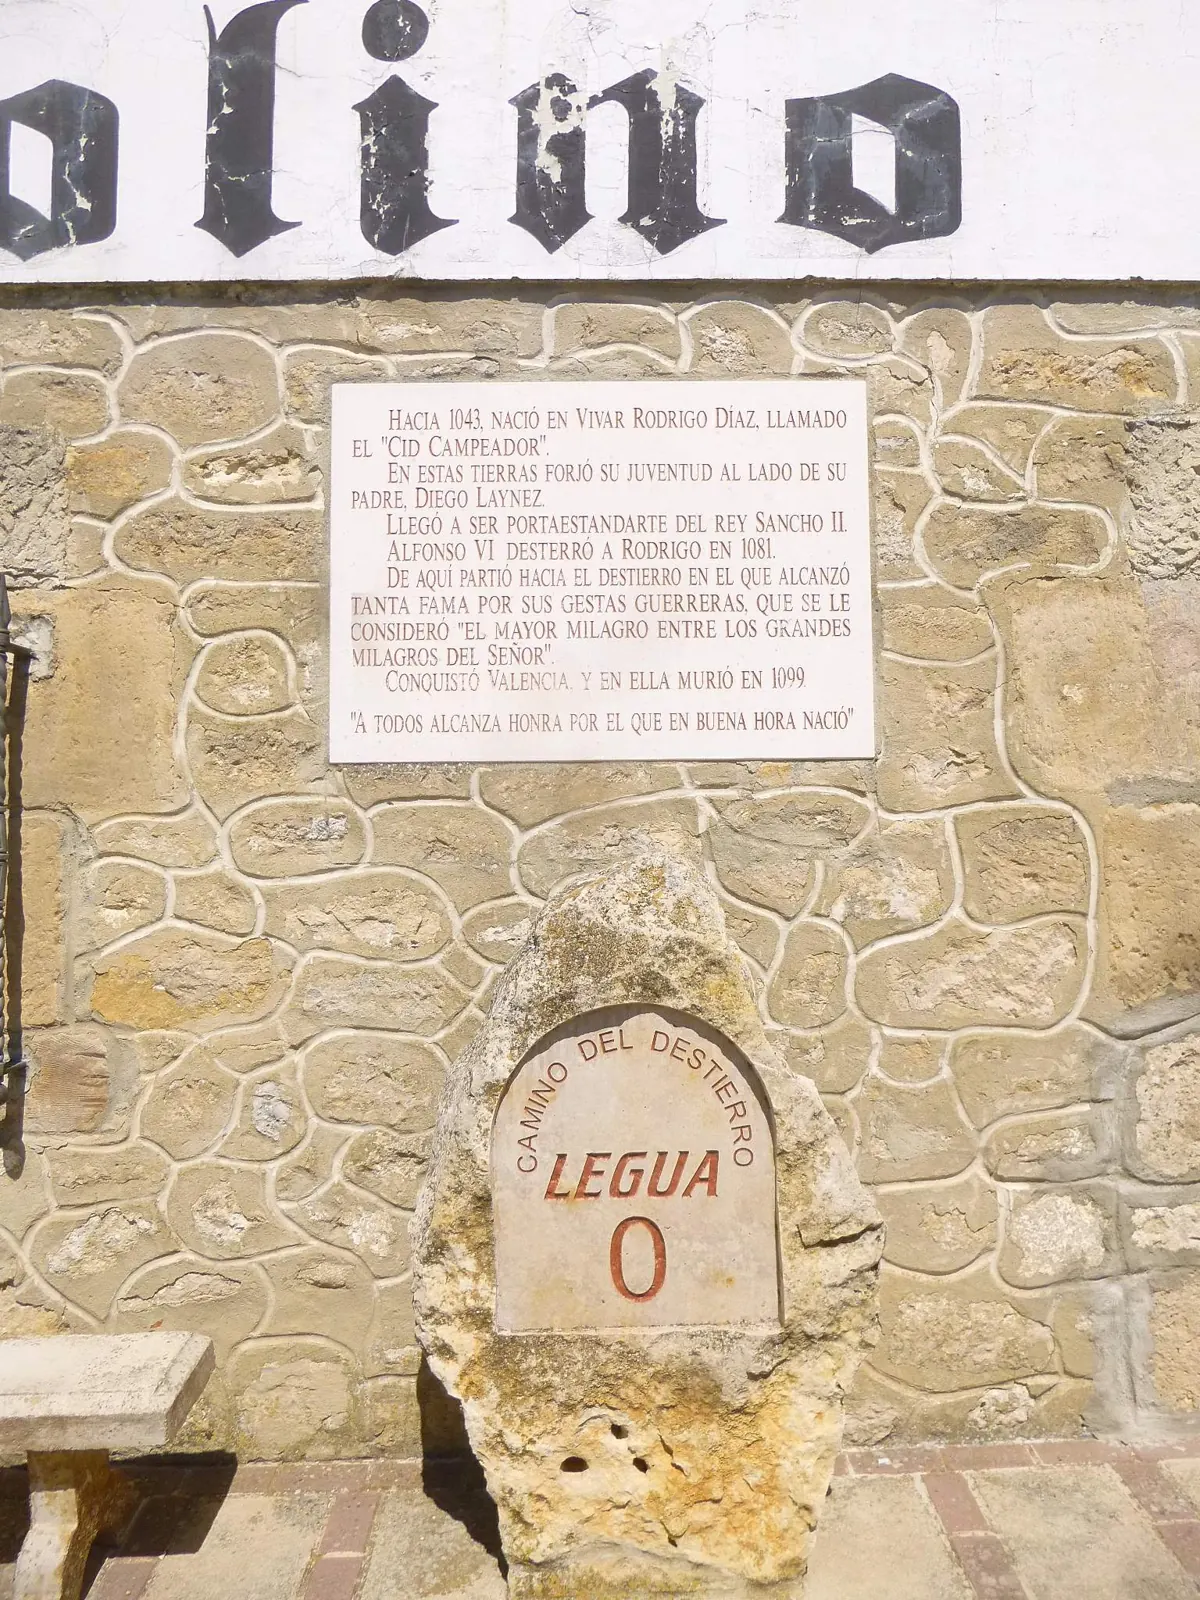 olino
HACIA 1043, NACIÓ EN VIVAR RODRIGO DÍAZ, LLAMADO
EL "CID CAMPEADOR".
EN ESTAS TIERRAS FORJÓ SU JUVENTUD AL LADO DE SU
PADRE, DIEGO LAYNEZ.
LLEGÓ A SER PORTAESTANDARTE DEL REY SANCHO II.
ALFONSO VI DESTERRÓ A RODRIGO EN 1081.
DE AQUÍ PARTIÓ HACIA EL DESTIERRO EN EL QUE ALCANZÓ
TANTA FAMA POR SUS GESTAS GUERRERAS, QUE SE LE
CONSIDERÓ "EL MAYOR MILAGRO ENTRE LOS GRANDES
MILAGROS DEL SEÑOR".
CONQUISTÓ VALENCIA, Y EN ELLA MURIÓ EN 1099.
"A TODOS ALCANZA HONRA POR EL QUE EN BUENA HORA NACIÓ"
CAMINO DEL DESTIERRO
LEGUA
0